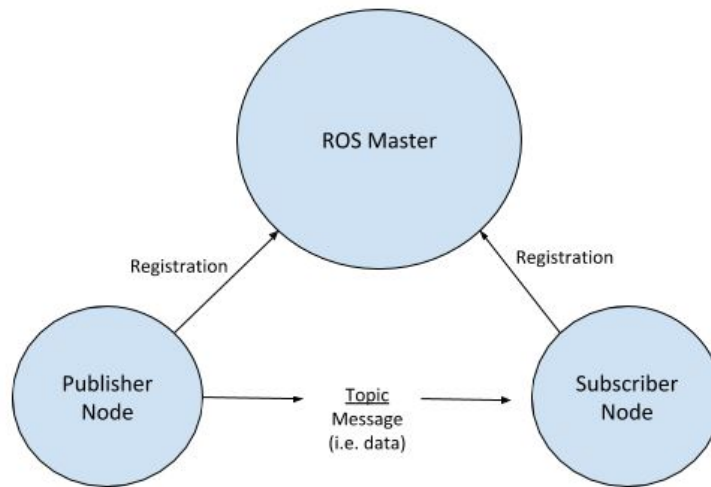 ROS Master
Registration
Registration
Publisher
Node
Topic
Message
(i.e. data)
Subscriber
Node